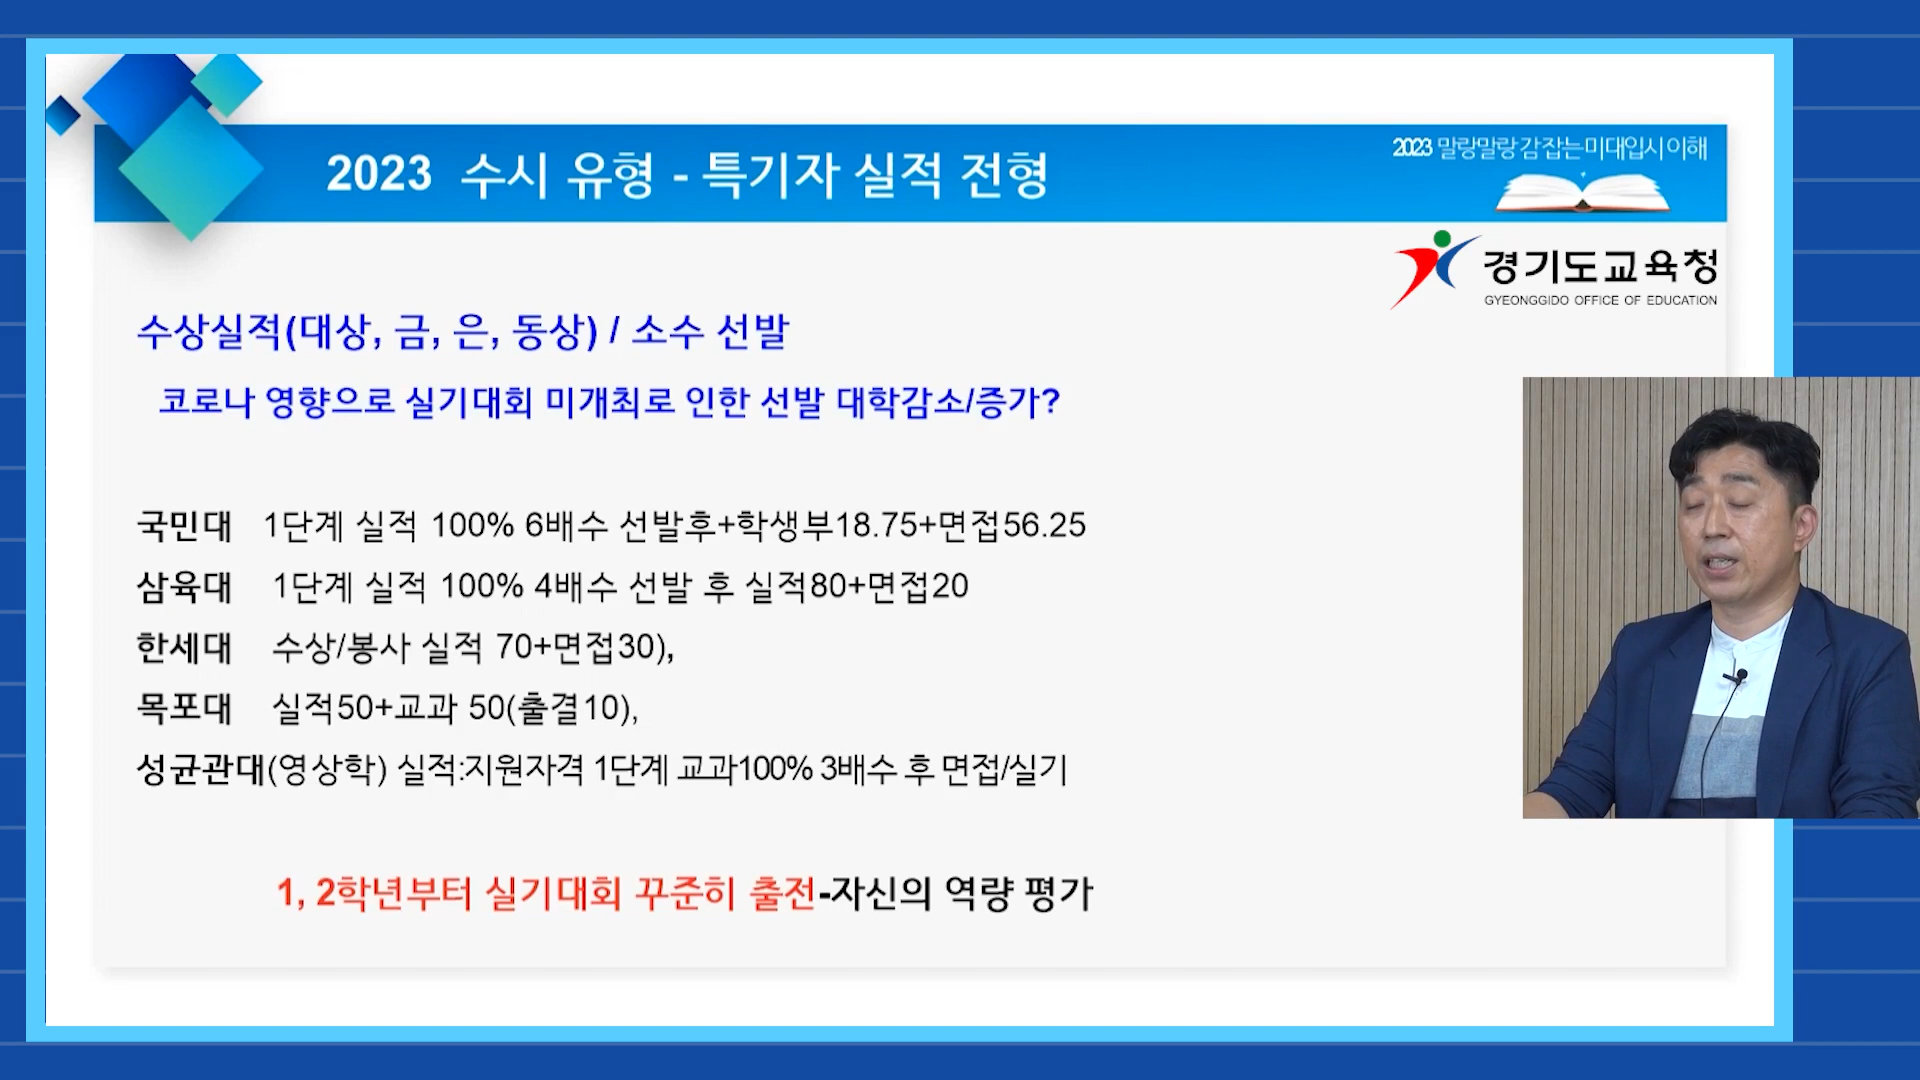 2023 수시 유형 - 특기자 실적 전형
2023 말랑말랑 감 잡는 미대입시 이해
경기도교육청
GYEONGGIDO OFFICE OF EDUCATION
수상실적(대상, 금, 은, 동상) / 소수 선발
코로나 영향으로 실기대회 미개최로 인한 선발 대학감소/증가?
국민대 1단계 실적 100% 6배수 선발후+학생부18.75+면접56.25
삼육대 1단계 실적 100% 4배수 선발 후 실적80+면접20
한세대 수상/봉사 실적 70+면접30),
목포대 실적50+교과 50(출결10),
성균관대(영상학) 실적:지원자격 1단계 교과100% 3배수 후 면접/실기
1, 2학년부터 실기대회 꾸준히 출전-자신의 역량 평가